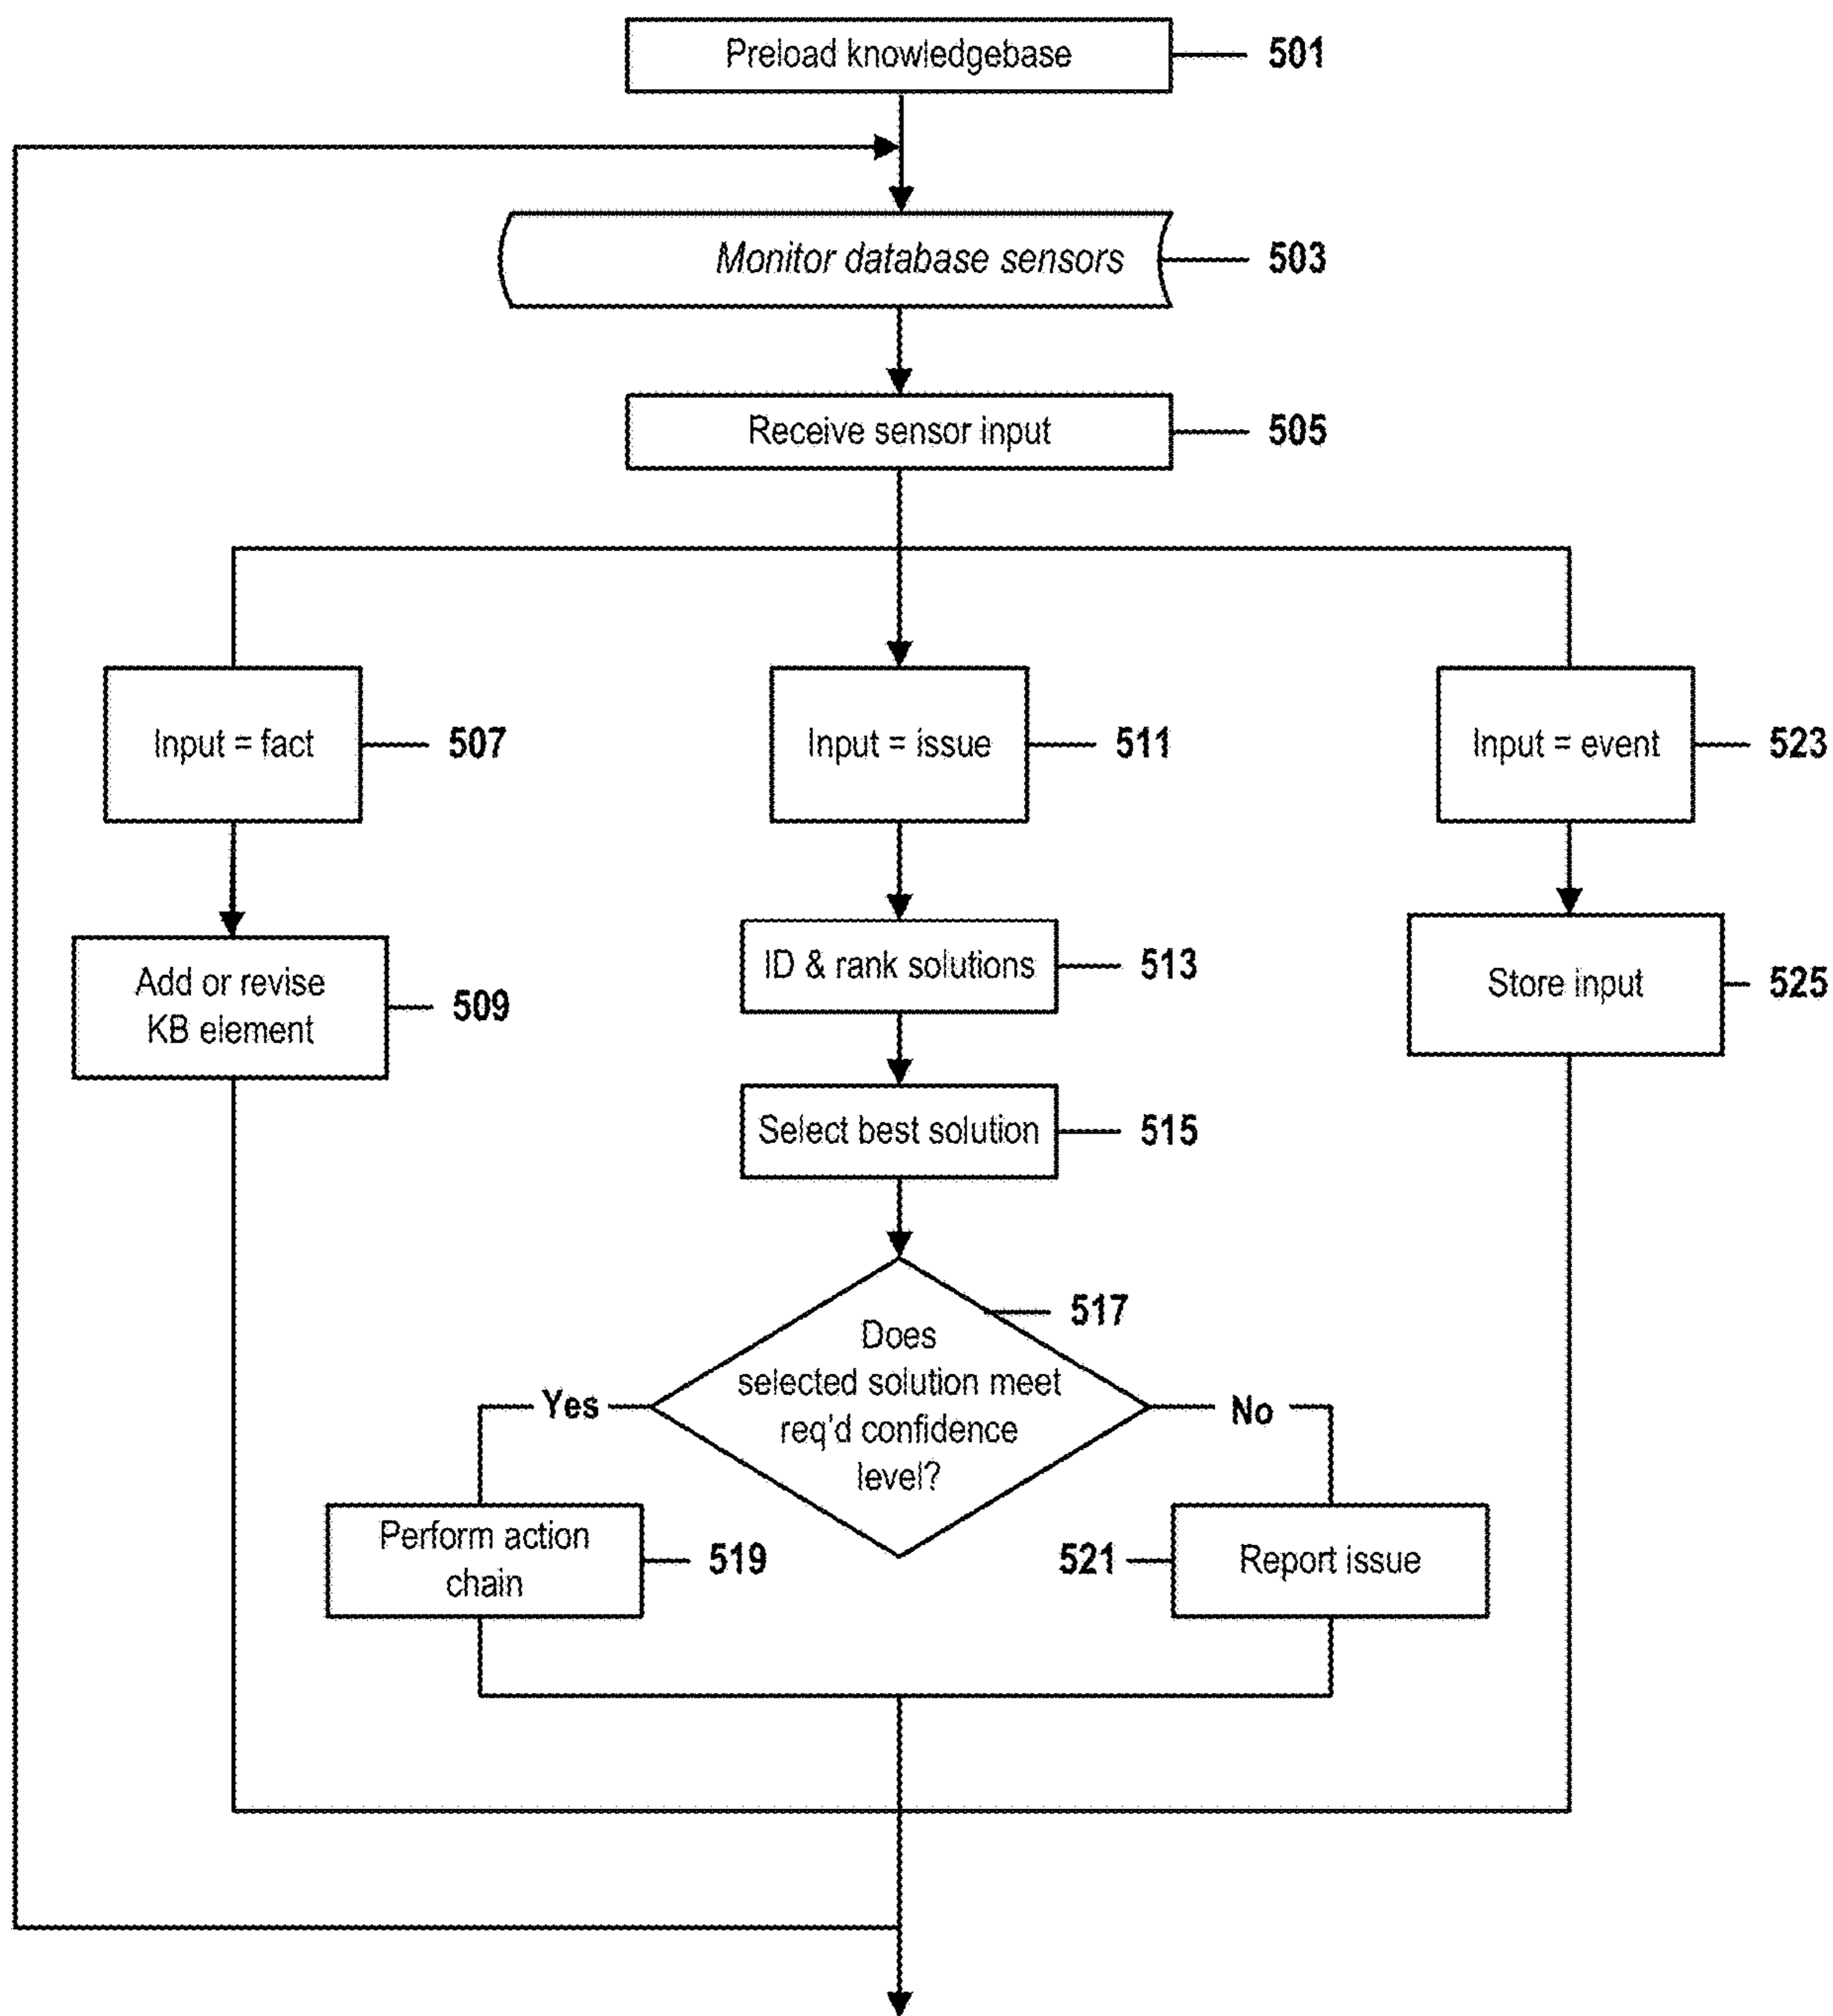 Preload knowledgebase
501
Monitor database sensors
503
Receive sensor input
505
Input = fact
507
Input = issue
511
Input = event
523
Add or revise
KB element
509
ID & rank solutions
513
Store input
525
Select best solution
515
517
Does
selected solution meet
req'd confidence
level?
Yes
No
Perform action
chain
519
521
Report issue